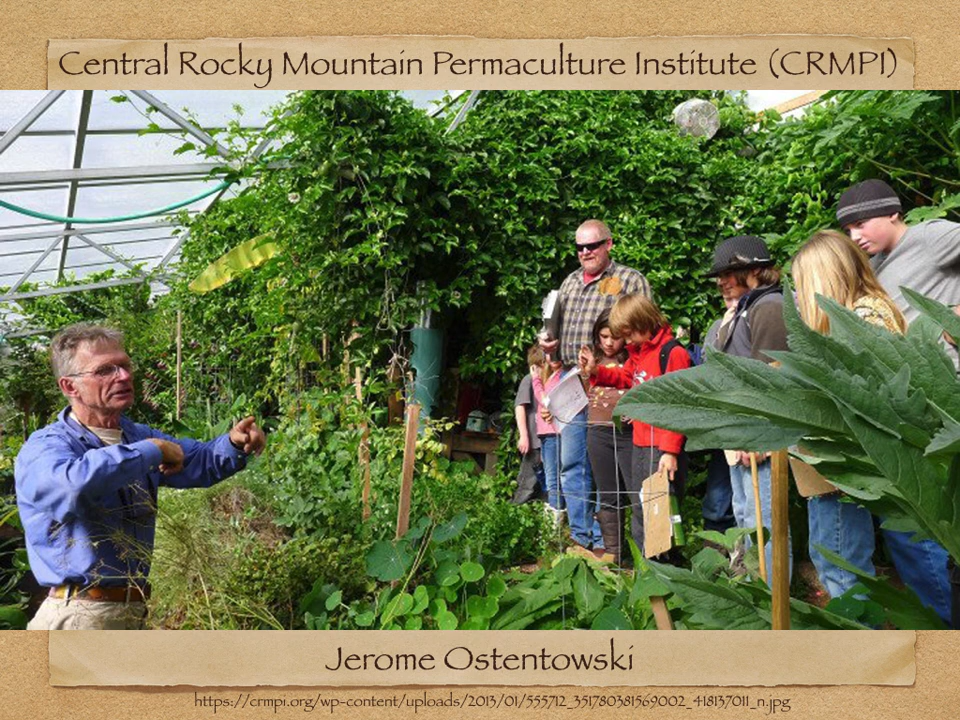 Central Rocky Mountain Permaculture Institute (CRMPI)
Jerome Ostentowski
https://crmpi.org/wp-content/uploads/2013/01/555712_351780381569002_418137011_n.jpg